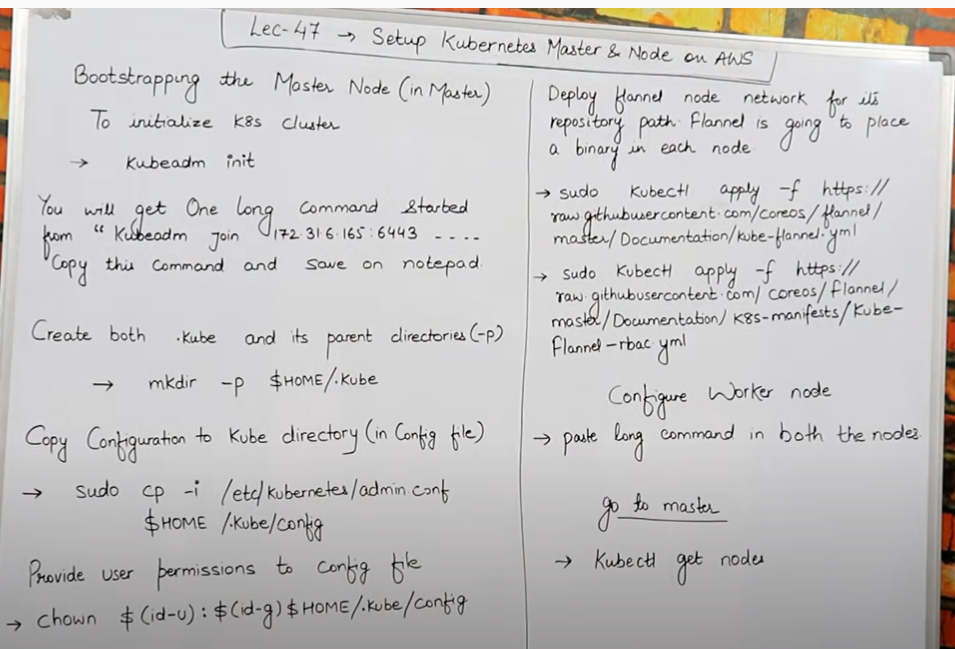 Lec-47 → Setup Kubernetes Master & Node on AWS
Bootstrapping the Master Node (in Master)
To initialize K8s cluster
→ Kubeadm init
You will get One long command started
from "Kubeadm join 172.31.6.165:6443 ----
Copy this command and save on notepad.
Create both .Kube and its parent directories (-p)
→ mkdir -p $HOME/.Kube
Copy Configuration to Kube directory (in Config file)
→ sudo cp -i /etc/kubernetes/admin.conf
$HOME /.Kube/config
Provide user permissions to config file
→ chown $(id-u):$(id-g) $HOME/.Kube/config
Deploy flannel node network for its
repository path. Flannel is going to place
a binary in each node.
→ sudo Kubectl apply -f https://
raw.githubusercontent.com/coreos/flannel/
master/Documentation/kube-flannel.yml
→ sudo Kubectl apply -f https://
raw.githubusercontent.com/coreos/flannel/
master/Documentation/K8s-manifests/Kube-
flannel-rbac.yml
Configure Worker node
→ paste long command in both the nodes.
go to master
→ Kubectl get nodes